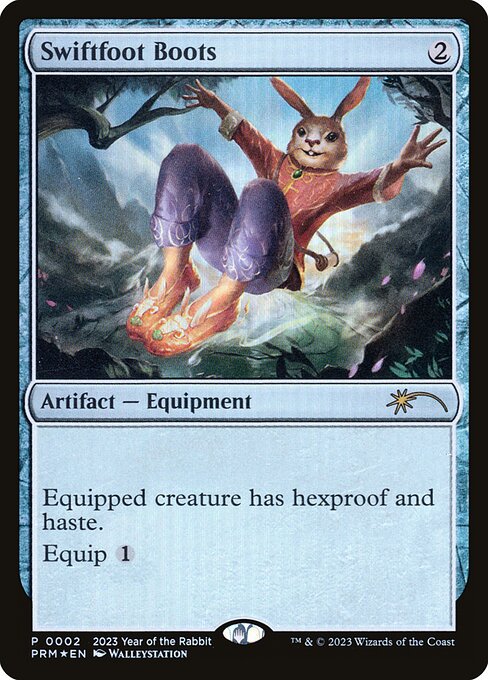 Swiftfoot Boots 2
Artifact — Equipment
Equipped creature has hexproof and
haste.
Equip 1
P 0002 2023 Year of the Rabbit
™ & © 2023 Wizards of the Coast
PRM★EN WALLEYSTATION